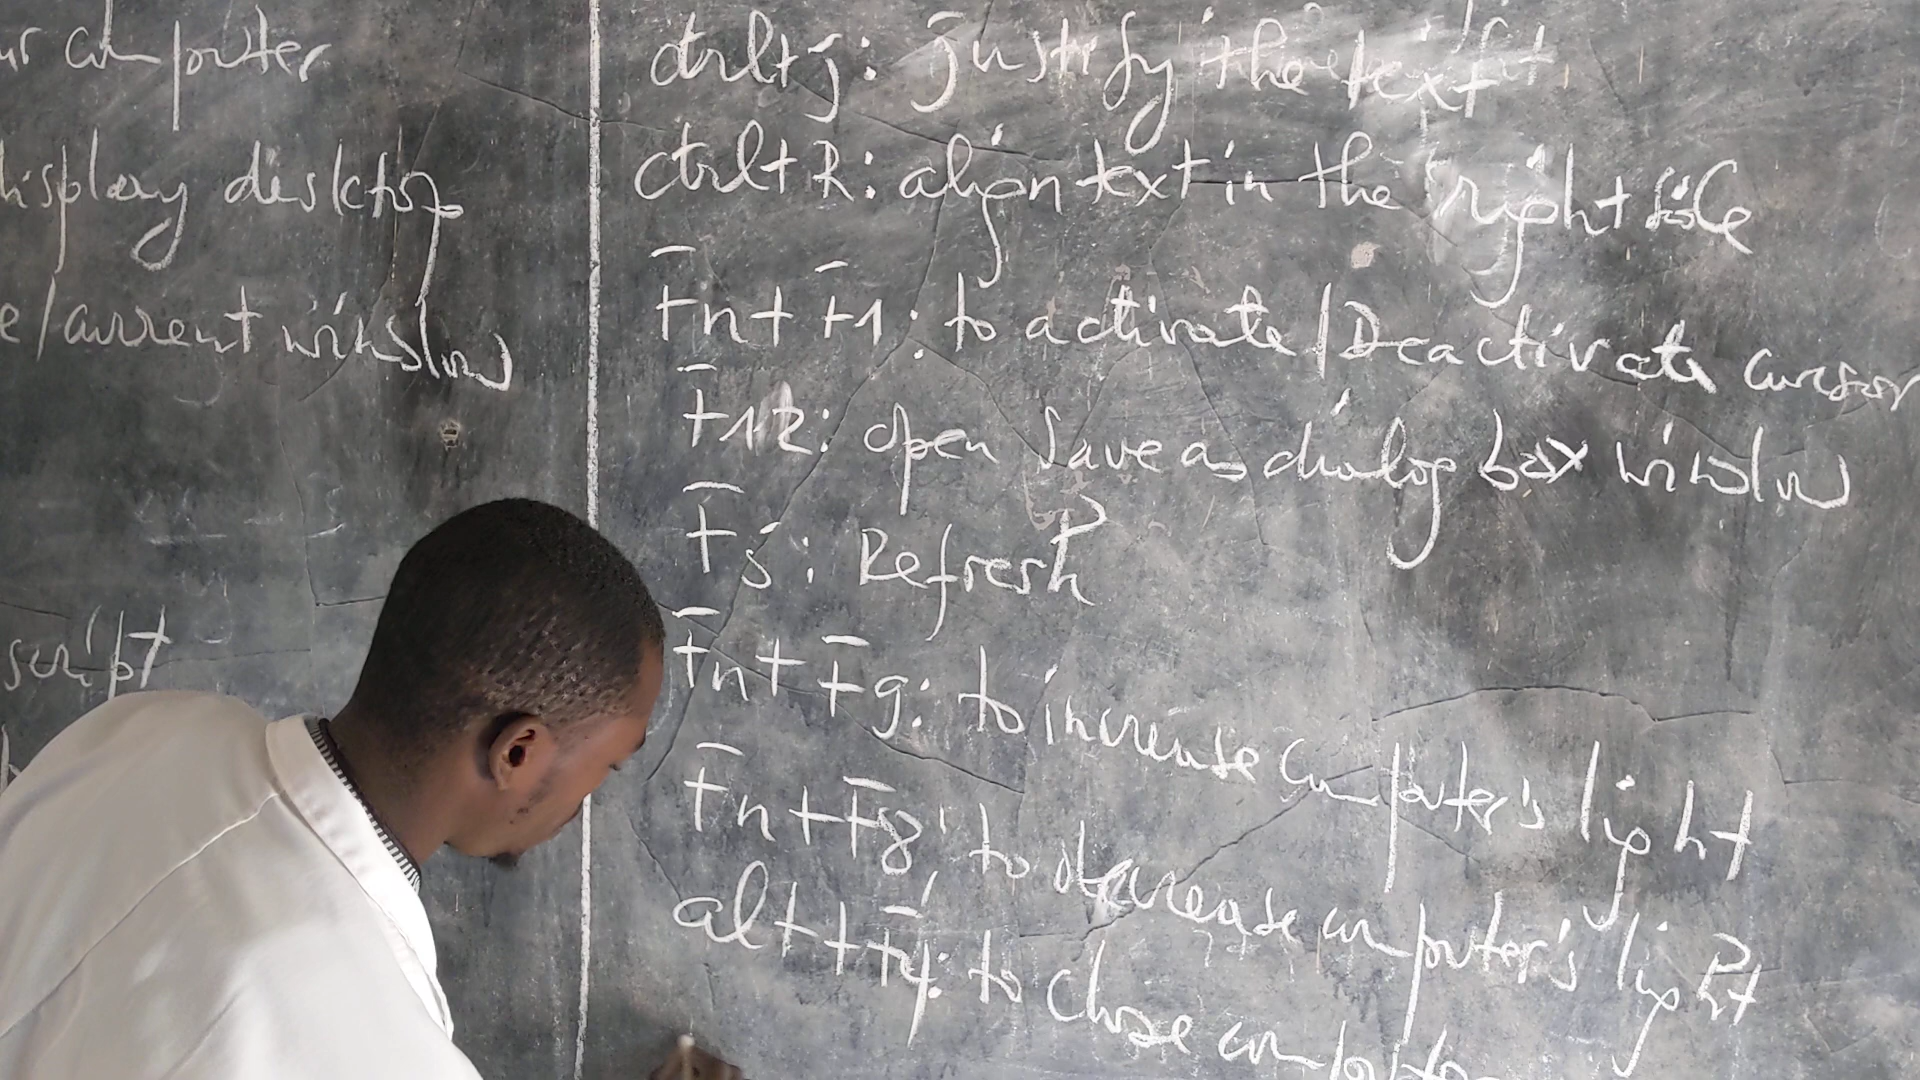 ur computer
display desktop
e/current window
script
ctrl+j: justify the text
ctrl+R: align text in the right side
Fn+F1: to activate/Deactivate cursor
F12: open save as dialog box window
F5: Refresh
Fn+F9: to increase computer's light
Fn+F8: to decrease computer's light
alt+F4: to close computer